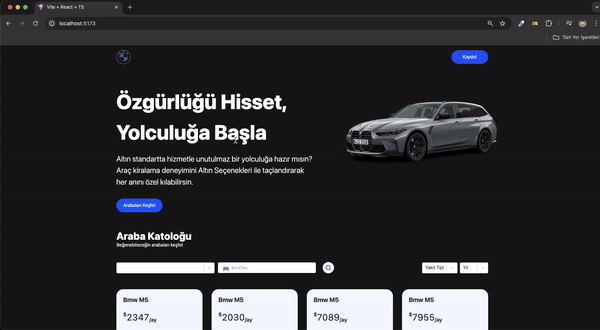 Vite + React + TS
localhost:5173
Tüm Yer İşaretleri
Kaydol
Özgürlüğü Hisset,
Yolculuğa Başla
Altın standartta hizmetle unutulmaz bir yolculuğa hazır mısın?
Araç kiralama deneyimini Altın Seçenekleri ile taçlandırarak
her anını özel kılabilirsin.
Arabaları Keşfet
Araba Kataloğu
Beğenebileceğin arabaları keşfet
Yakıt Tipi
Yıl
Bmw M5 Bmw M5 Bmw M5 Bmw M5
$2347/ay $2030/ay $7089/ay $7955/ay